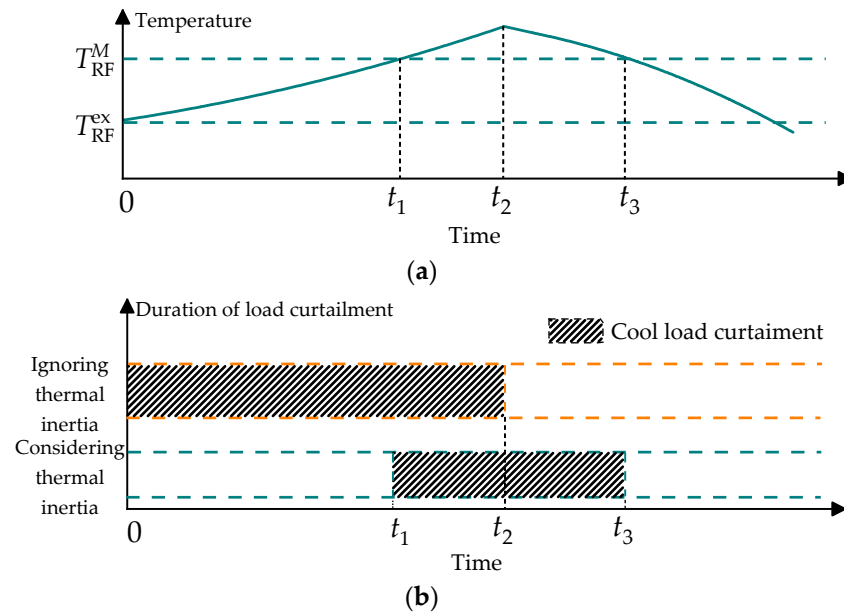 Temperature
T_RF^M
T_RF^ex
0
t₁
t₂
t₃
Time
(a)
Duration of load curtailment
Cool load curtaiment
Ignoring
thermal
inertia
Considering
thermal
inertia
0
t₁
t₂
t₃
Time
(b)